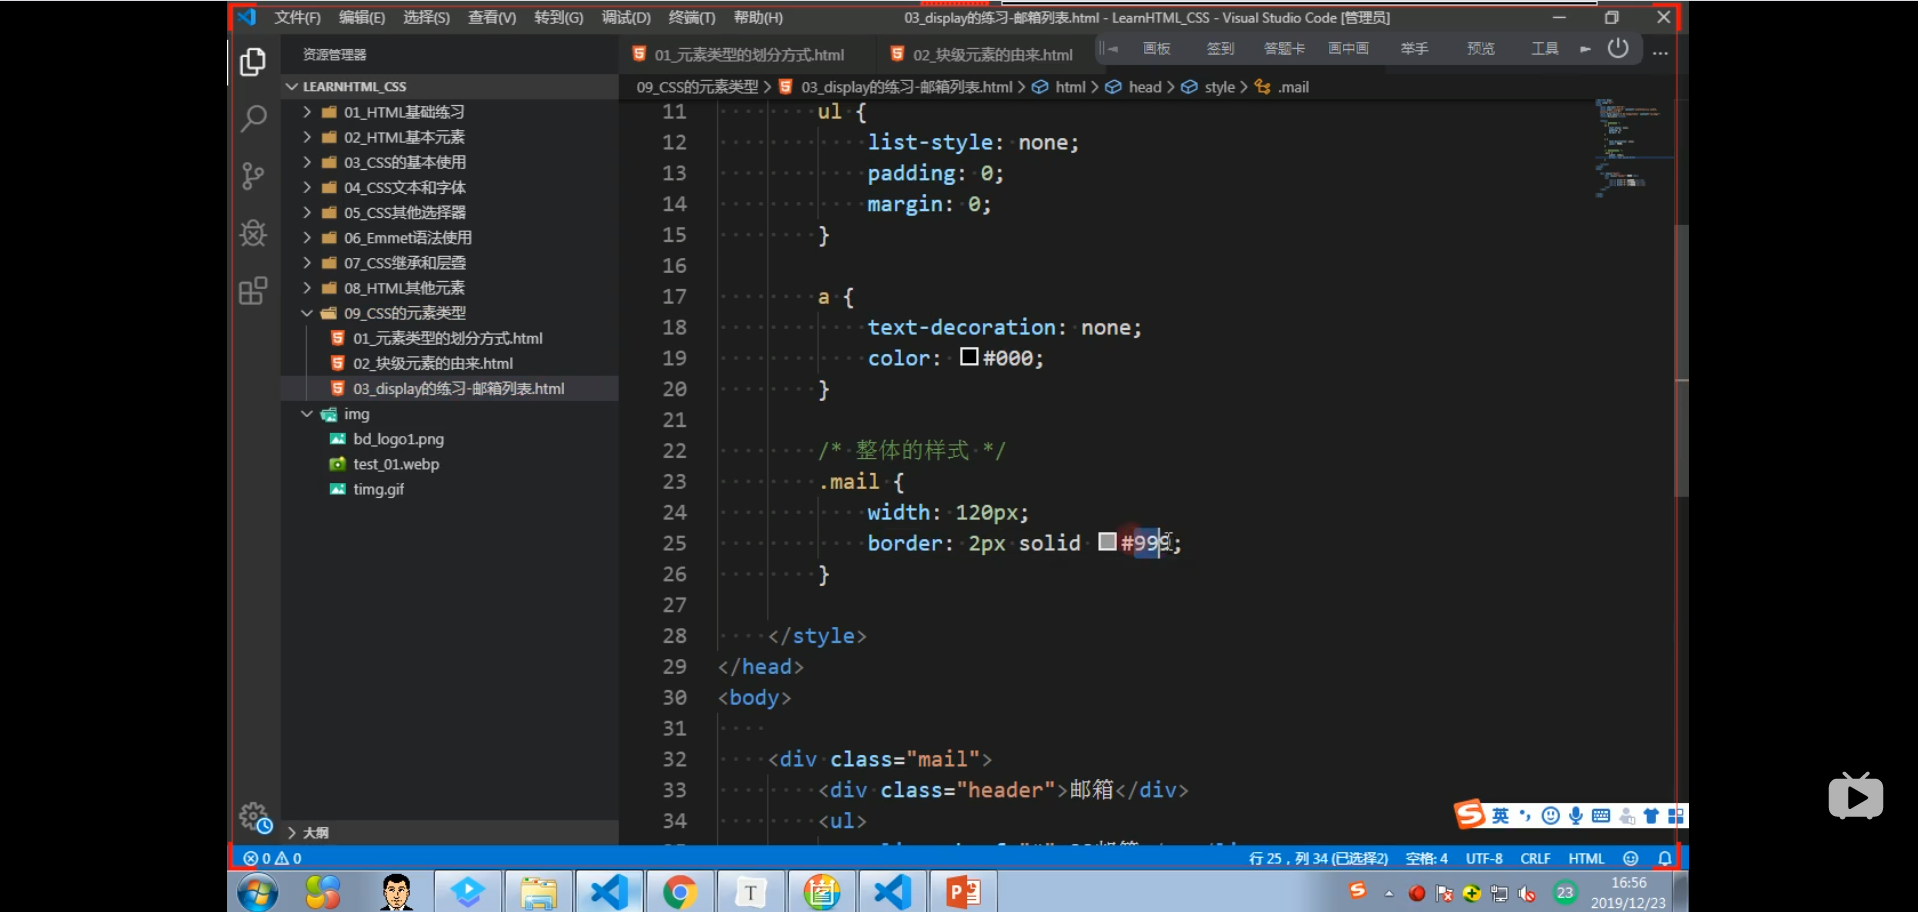 文件(F) 编辑(E) 选择(S) 查看(V) 转到(G) 调试(D) 终端(T) 帮助(H) 03_display的练习-邮箱列表.html - LearnHTML_CSS - Visual Studio Code [管理员]
资源管理器
01_元素类型的划分方式.html 02_块级元素的由来.html
画板 签到 答题卡 画中画 举手 预览 工具
LEARNHTML_CSS
01_HTML基础练习
02_HTML基本元素
03_CSS的基本使用
04_CSS文本和字体
05_CSS其他选择器
06_Emmet语法使用
07_CSS继承和层叠
08_HTML其他元素
09_CSS的元素类型
01_元素类型的划分方式.html
02_块级元素的由来.html
03_display的练习-邮箱列表.html
img
bd_logo1.png
test_01.webp
timg.gif
大纲
09_CSS的元素类型 > 03_display的练习-邮箱列表.html > html > head > style > .mail
11 ul {
12 list-style: none;
13 padding: 0;
14 margin: 0;
15 }
16
17 a {
18 text-decoration: none;
19 color: #000;
20 }
21
22 /* 整体的样式 */
23 .mail {
24 width: 120px;
25 border: 2px solid #999;
26 }
27
28 </style>
29 </head>
30 <body>
31
32 <div class="mail">
33 <div class="header">邮箱</div>
34 <ul>
英
0 0
行 25，列 34 (已选择2) 空格: 4 UTF-8 CRLF HTML
T
23
16:56
2019/12/23